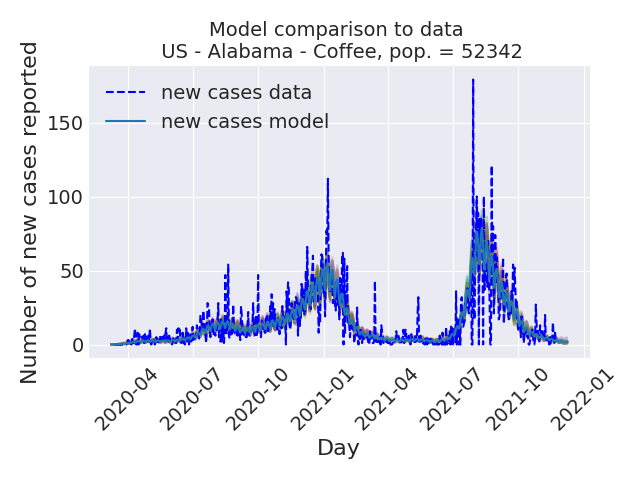 Model comparison to data
US - Alabama - Coffee, pop. = 52342
Number of new cases reported
new cases data
new cases model
150
100
50
0
2020-04
2020-07
2020-10
2021-01
2021-04
2021-07
2021-10
2022-01
Day